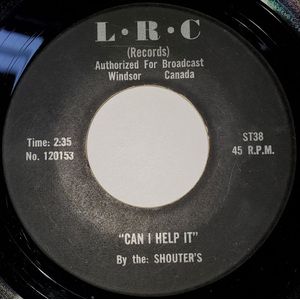 L·R·C
(Records)
Authorized For Broadcast
Windsor Canada
Time: 2:35
No. 120153
ST38
45 R.P.M.
"CAN I HELP IT"
By the: SHOUTER'S